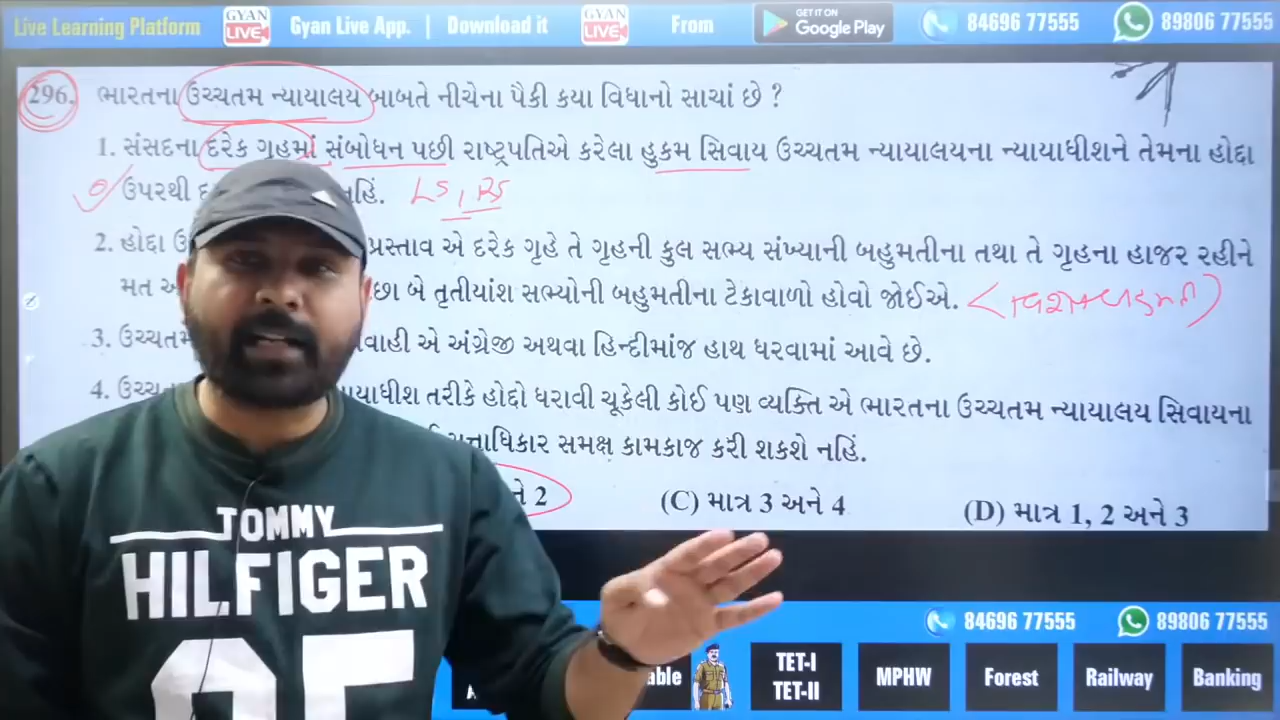 Live Learning Platform GYAN LIVE Gyan Live App. | Download it GYAN LIVE From GET IT ON Google Play 84696 77555 89806 77555
296. ભારતના ઉચ્ચતમ ન્યાયાલય બાબતે નીચેના પૈકી કયા વિધાનો સાચાં છે ?
1. સંસદના દરેક ગૃહમાં સંબોધન પછી રાષ્ટ્રપતિએ કરેલા હુકમ સિવાય ઉચ્ચતમ ન્યાયાલયના ન્યાયાધીશને તેમના હોદ્દા
ઉપરથી નહિં. LS, RS
2. હોદ્દા પ્રસ્તાવ એ દરેક ગૃહે તે ગૃહની કુલ સભ્ય સંખ્યાની બહુમતીના તથા તે ગૃહના હાજર રહીને
મત બે તૃતીયાંશ સભ્યોની બહુમતીના ટેકાવાળો હોવો જોઈએ.
3. ઉચ્ચતમ એ અંગ્રેજી અથવા હિન્દીમાંજ હાથ ધરવામાં આવે છે.
4. તરીકે હોદ્દો ધરાવી ચૂકેલી કોઈ પણ વ્યક્તિ એ ભારતના ઉચ્ચતમ ન્યાયાલય સિવાયના
સમક્ષ કામકાજ કરી શકશે નહિં.
2 (C) માત્ર 3 અને 4 (D) માત્ર 1, 2 અને 3
TOMMY
HILFIGER
84696 77555 89806 77555
TET-I TET-II MPHW Forest Railway Banking